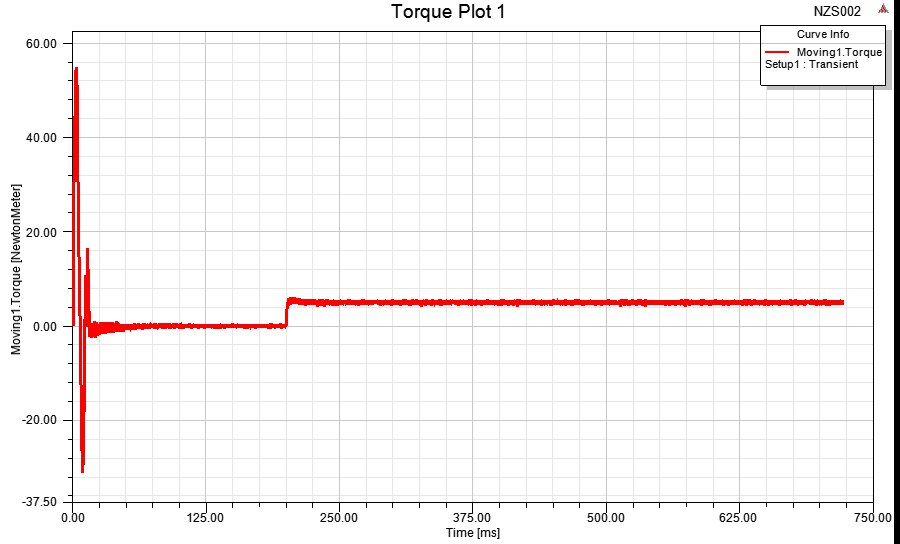 Torque Plot 1
NZS002
Curve Info
Moving1.Torque
Setup1 : Transient
Moving1.Torque [NewtonMeter]
60.00
40.00
20.00
0.00
-20.00
-37.50
0.00 125.00 250.00 375.00 500.00 625.00 750.00
Time [ms]